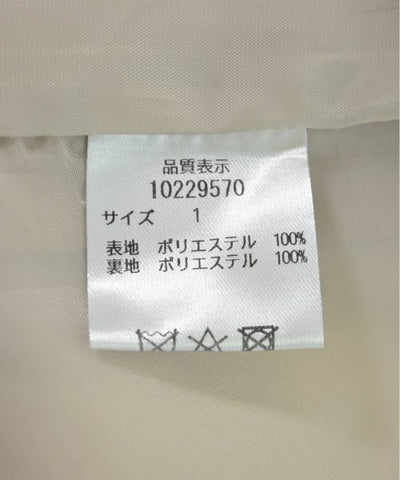 品質表示
10229570
サイズ 1
表地 ポリエステル 100%
裏地 ポリエステル 100%